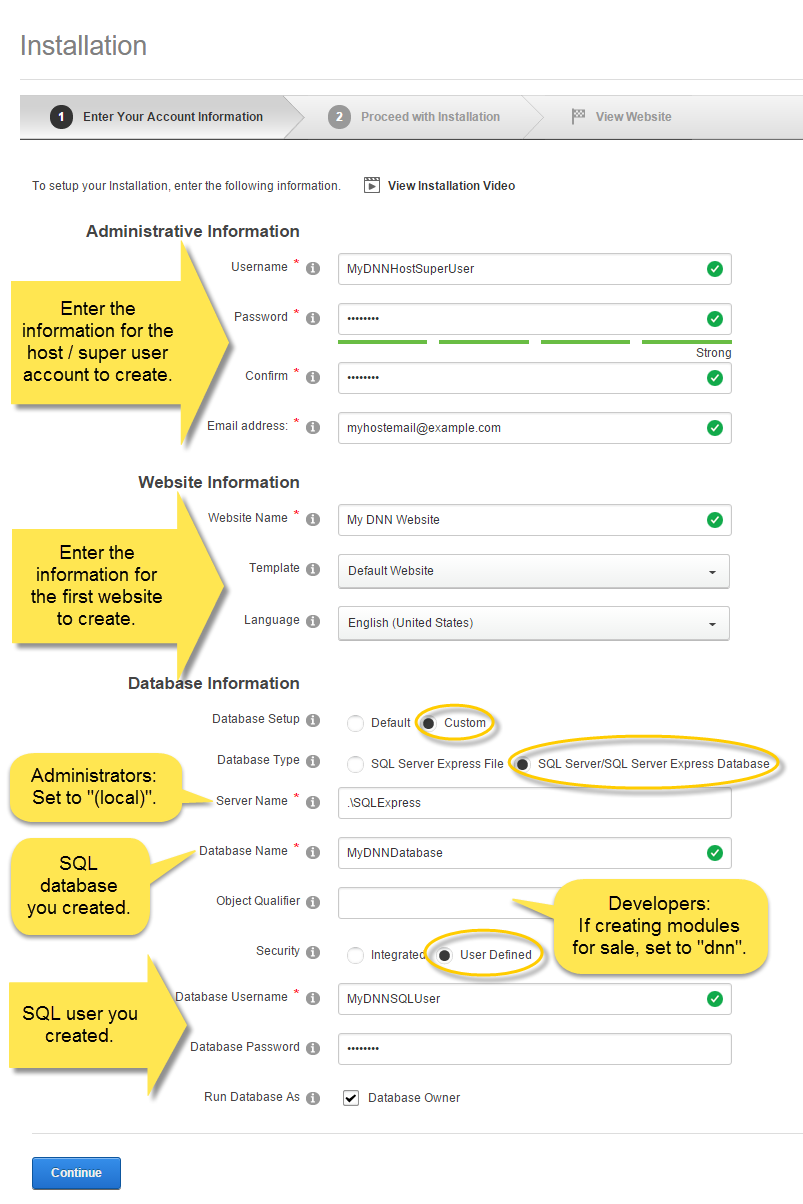 Installation
1 Enter Your Account Information 2 Proceed with Installation View Website
To setup your Installation, enter the following information. View Installation Video
Administrative Information
Username * MyDNNHostSuperUser
Enter the
information for the
host / super user
account to create.
Password * ••••••••
Strong
Confirm * ••••••••
Email address: * myhostemail@example.com
Website Information
Website Name * My DNN Website
Enter the
information for
the first website
to create.
Template Default Website
Language English (United States)
Database Information
Database Setup Default Custom
Database Type SQL Server Express File SQL Server/SQL Server Express Database
Administrators:
Set to "(local)".
Server Name * .\SQLExpress
Database Name * MyDNNDatabase
SQL
database
you created.
Object Qualifier
Developers:
If creating modules
for sale, set to "dnn".
Security Integrated User Defined
Database Username * MyDNNSQLUser
SQL user you
created.
Database Password ••••••••
Run Database As Database Owner
Continue